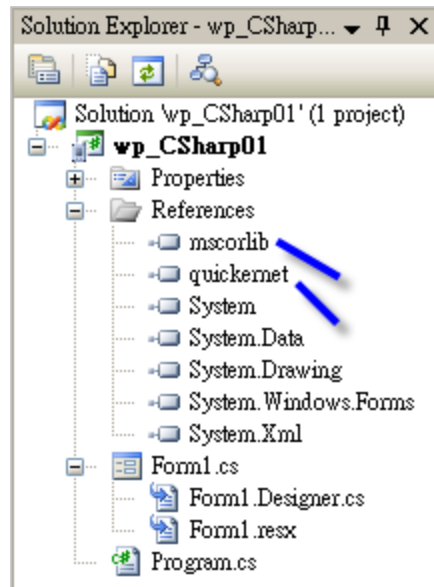 Solution Explorer - wp_CSharp...
Solution 'wp_CSharp01' (1 project)
wp_CSharp01
Properties
References
mscorlib
quickernet
System
System.Data
System.Drawing
System.Windows.Forms
System.Xml
Form1.cs
Form1.Designer.cs
Form1.resx
Program.cs